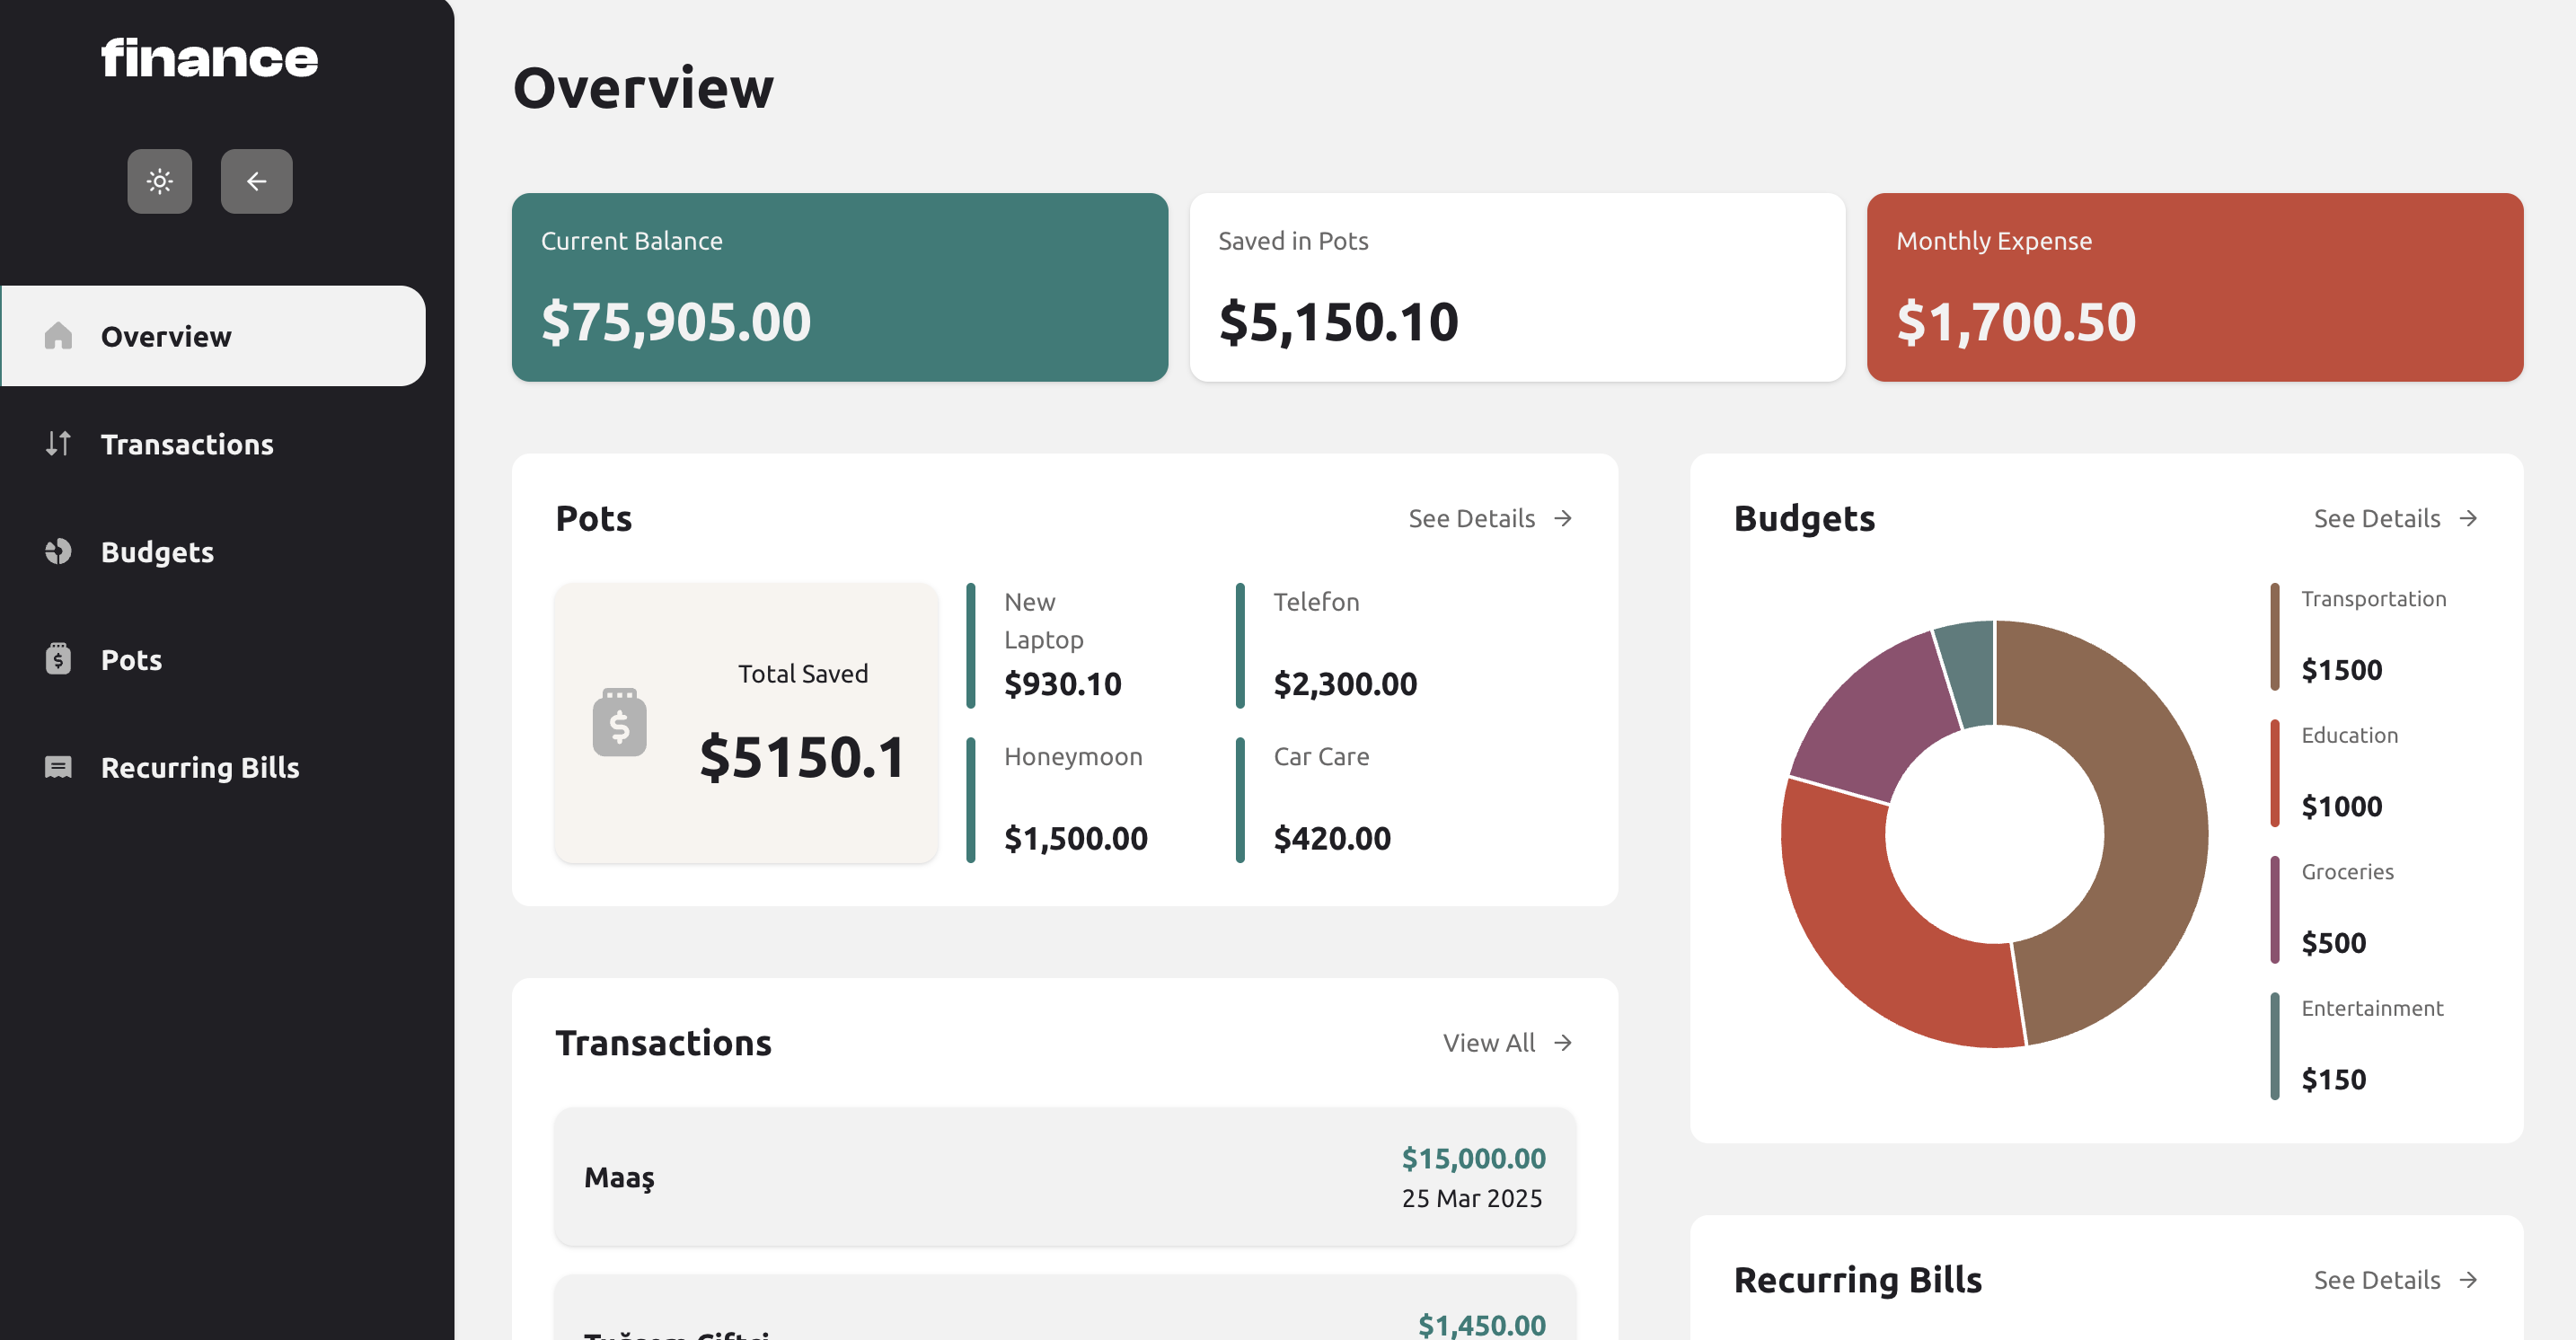 finance
Overview
Transactions
Budgets
Pots
Recurring Bills
Overview
Current Balance
$75,905.00
Saved in Pots
$5,150.10
Monthly Expense
$1,700.50
Pots
See Details
Total Saved
$5150.1
New
Laptop
$930.10
Telefon
$2,300.00
Honeymoon
$1,500.00
Car Care
$420.00
Budgets
See Details
Transportation
$1500
Education
$1000
Groceries
$500
Entertainment
$150
Transactions
View All
Maaş
$15,000.00
25 Mar 2025
$1,450.00
Recurring Bills
See Details